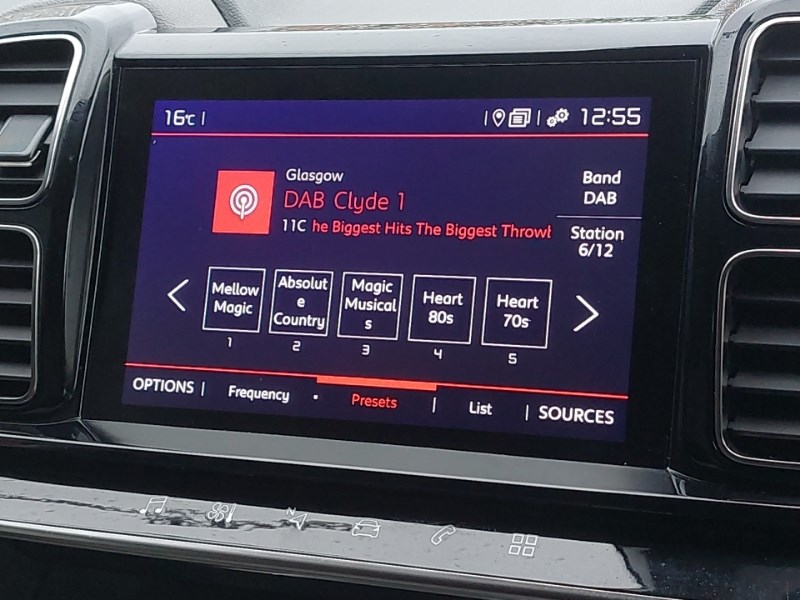 16°C
12:55
Glasgow
DAB Clyde 1
11C he Biggest Hits The Biggest Throw
Band
DAB
Station
6/12
Mellow
Magic
1
Absolut
e
Country
2
Magic
Musical
s
3
Heart
80s
4
Heart
70s
5
OPTIONS
Frequency
Presets
List
SOURCES
N